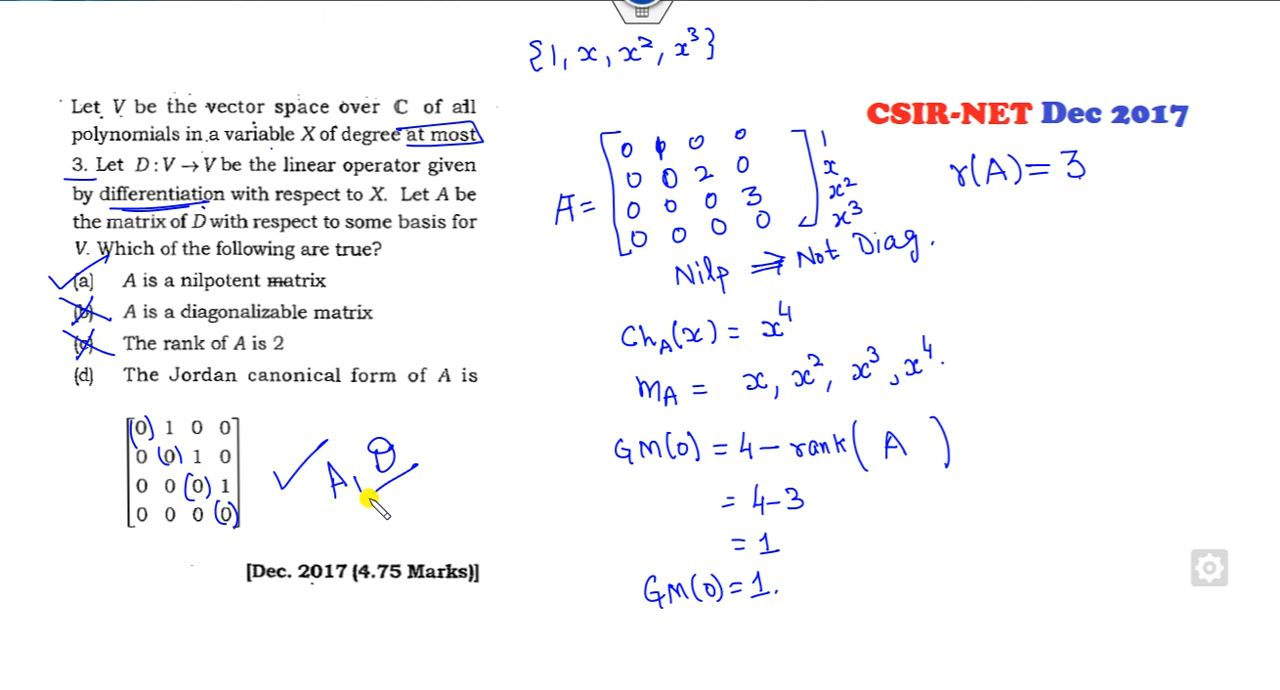 {1, x, x², x³}
Let V be the vector space over ℂ of all
polynomials in a variable X of degree at most
3. Let D : V → V be the linear operator given
by differentiation with respect to X. Let A be
the matrix of D with respect to some basis for
V. Which of the following are true?
(a) A is a nilpotent matrix
(b) A is a diagonalizable matrix
(c) The rank of A is 2
(d) The Jordan canonical form of A is
[0 1 0 0
0 0 1 0
0 0 0 1
0 0 0 0]
A, D
[Dec. 2017 (4.75 Marks)]
CSIR-NET Dec 2017
A = [0 1 0 0] 1
0 0 2 0 x
0 0 0 3 x²
0 0 0 0 x³
r(A) = 3
Nilp ⇒ Not Diag.
Ch_A(x) = x⁴
m_A = x, x², x³, x⁴.
GM(0) = 4 – rank( A )
= 4-3
= 1
GM(0) = 1.